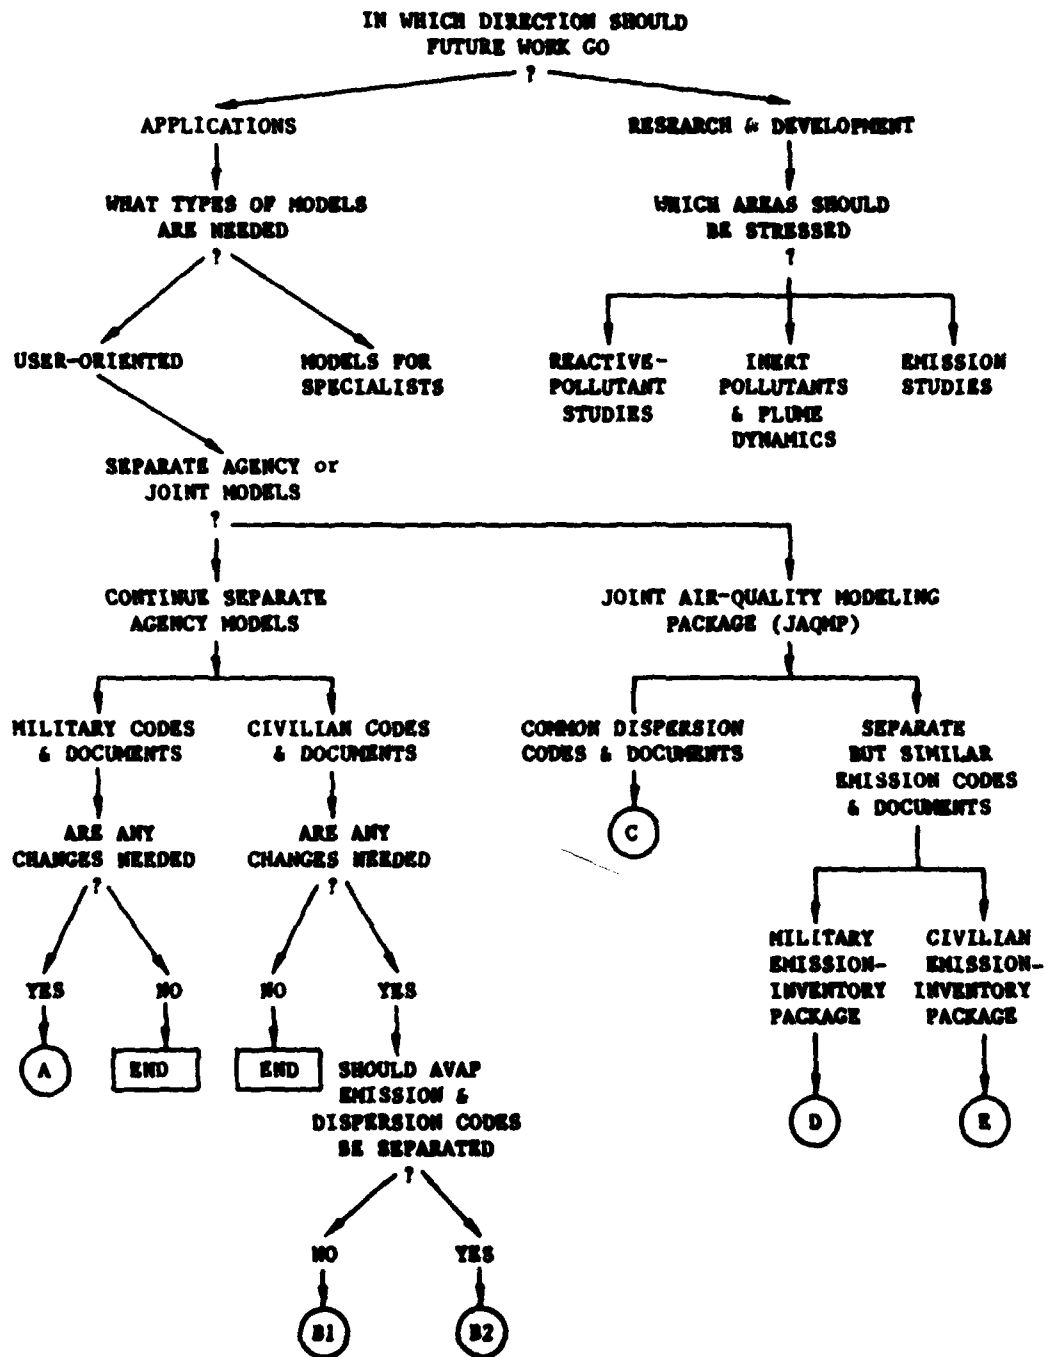 IN WHICH DIRECTION SHOULD
FUTURE WORK GO
?
APPLICATIONS
RESEARCH & DEVELOPMENT
WHAT TYPES OF MODELS
ARE NEEDED
?
WHICH AREAS SHOULD
BE STRESSED
?
USER-ORIENTED
MODELS FOR
SPECIALISTS
REACTIVE-
POLLUTANT
STUDIES
INERT
POLLUTANTS
& PLUME
DYNAMICS
EMISSION
STUDIES
SEPARATE AGENCY or
JOINT MODELS
?
CONTINUE SEPARATE
AGENCY MODELS
JOINT AIR-QUALITY MODELING
PACKAGE (JAQMP)
MILITARY CODES
& DOCUMENTS
CIVILIAN CODES
& DOCUMENTS
COMMON DISPERSION
CODES & DOCUMENTS
SEPARATE
BUT SIMILAR
EMISSION CODES
& DOCUMENTS
ARE ANY
CHANGES NEEDED
?
ARE ANY
CHANGES NEEDED
?
C
MILITARY
EMISSION-
INVENTORY
PACKAGE
CIVILIAN
EMISSION-
INVENTORY
PACKAGE
YES
NO
NO
YES
A
END
END
SHOULD AVAP
EMISSION &
DISPERSION CODES
BE SEPARATED
?
D
E
NO
YES
B1
B2